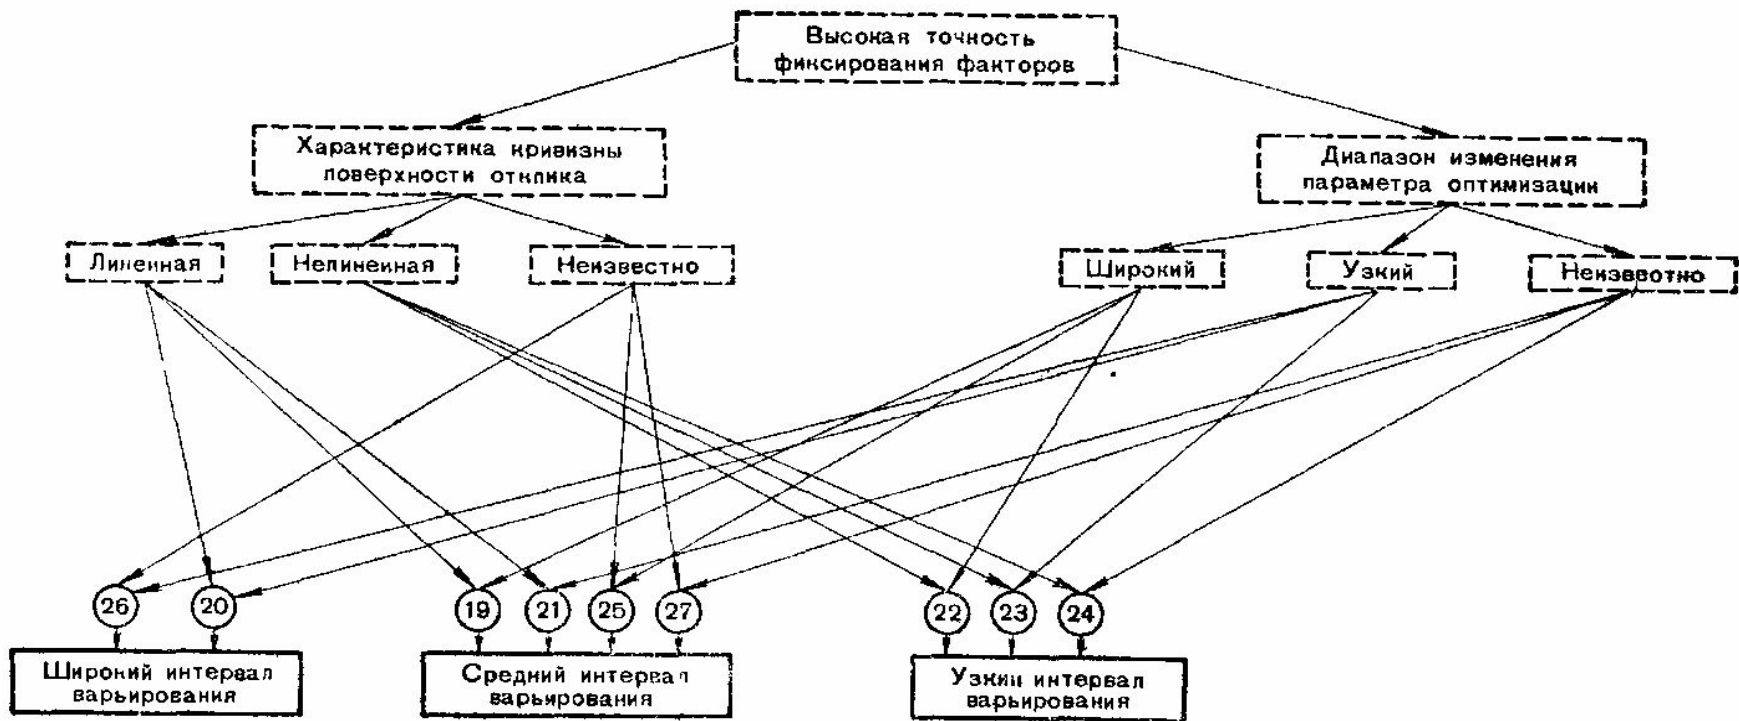 Высокая точность
фиксирования факторов
Характеристика кривизны
поверхности отклика
Диапазон изменения
параметра оптимизации
Линейная
Нелинейная
Неизвестно
Широкий
Узкий
Неизвестно
26
20
19
21
25
27
22
23
24
Широкий интервал
варьирования
Средний интервал
варьирования
Узкий интервал
варьирования